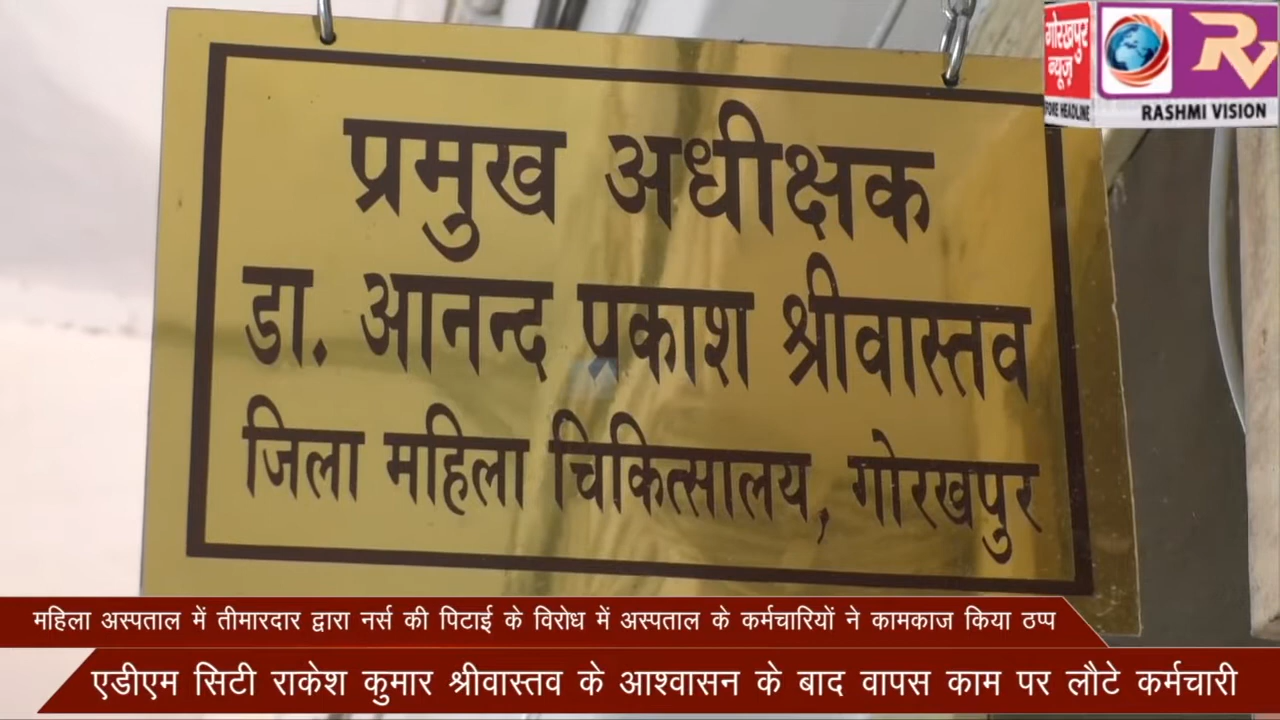 गोरखपुर
न्यूज़
RV
RASHMI VISION
प्रमुख अधीक्षक
डा. आनन्द प्रकाश श्रीवास्तव
जिला महिला चिकित्सालय, गोरखपुर
महिला अस्पताल में तीमारदार द्वारा नर्स की पिटाई के विरोध में अस्पताल के कर्मचारियों ने कामकाज किया ठप्प
एडीएम सिटी राकेश कुमार श्रीवास्तव के आश्वासन के बाद वापस काम पर लौटे कर्मचारी